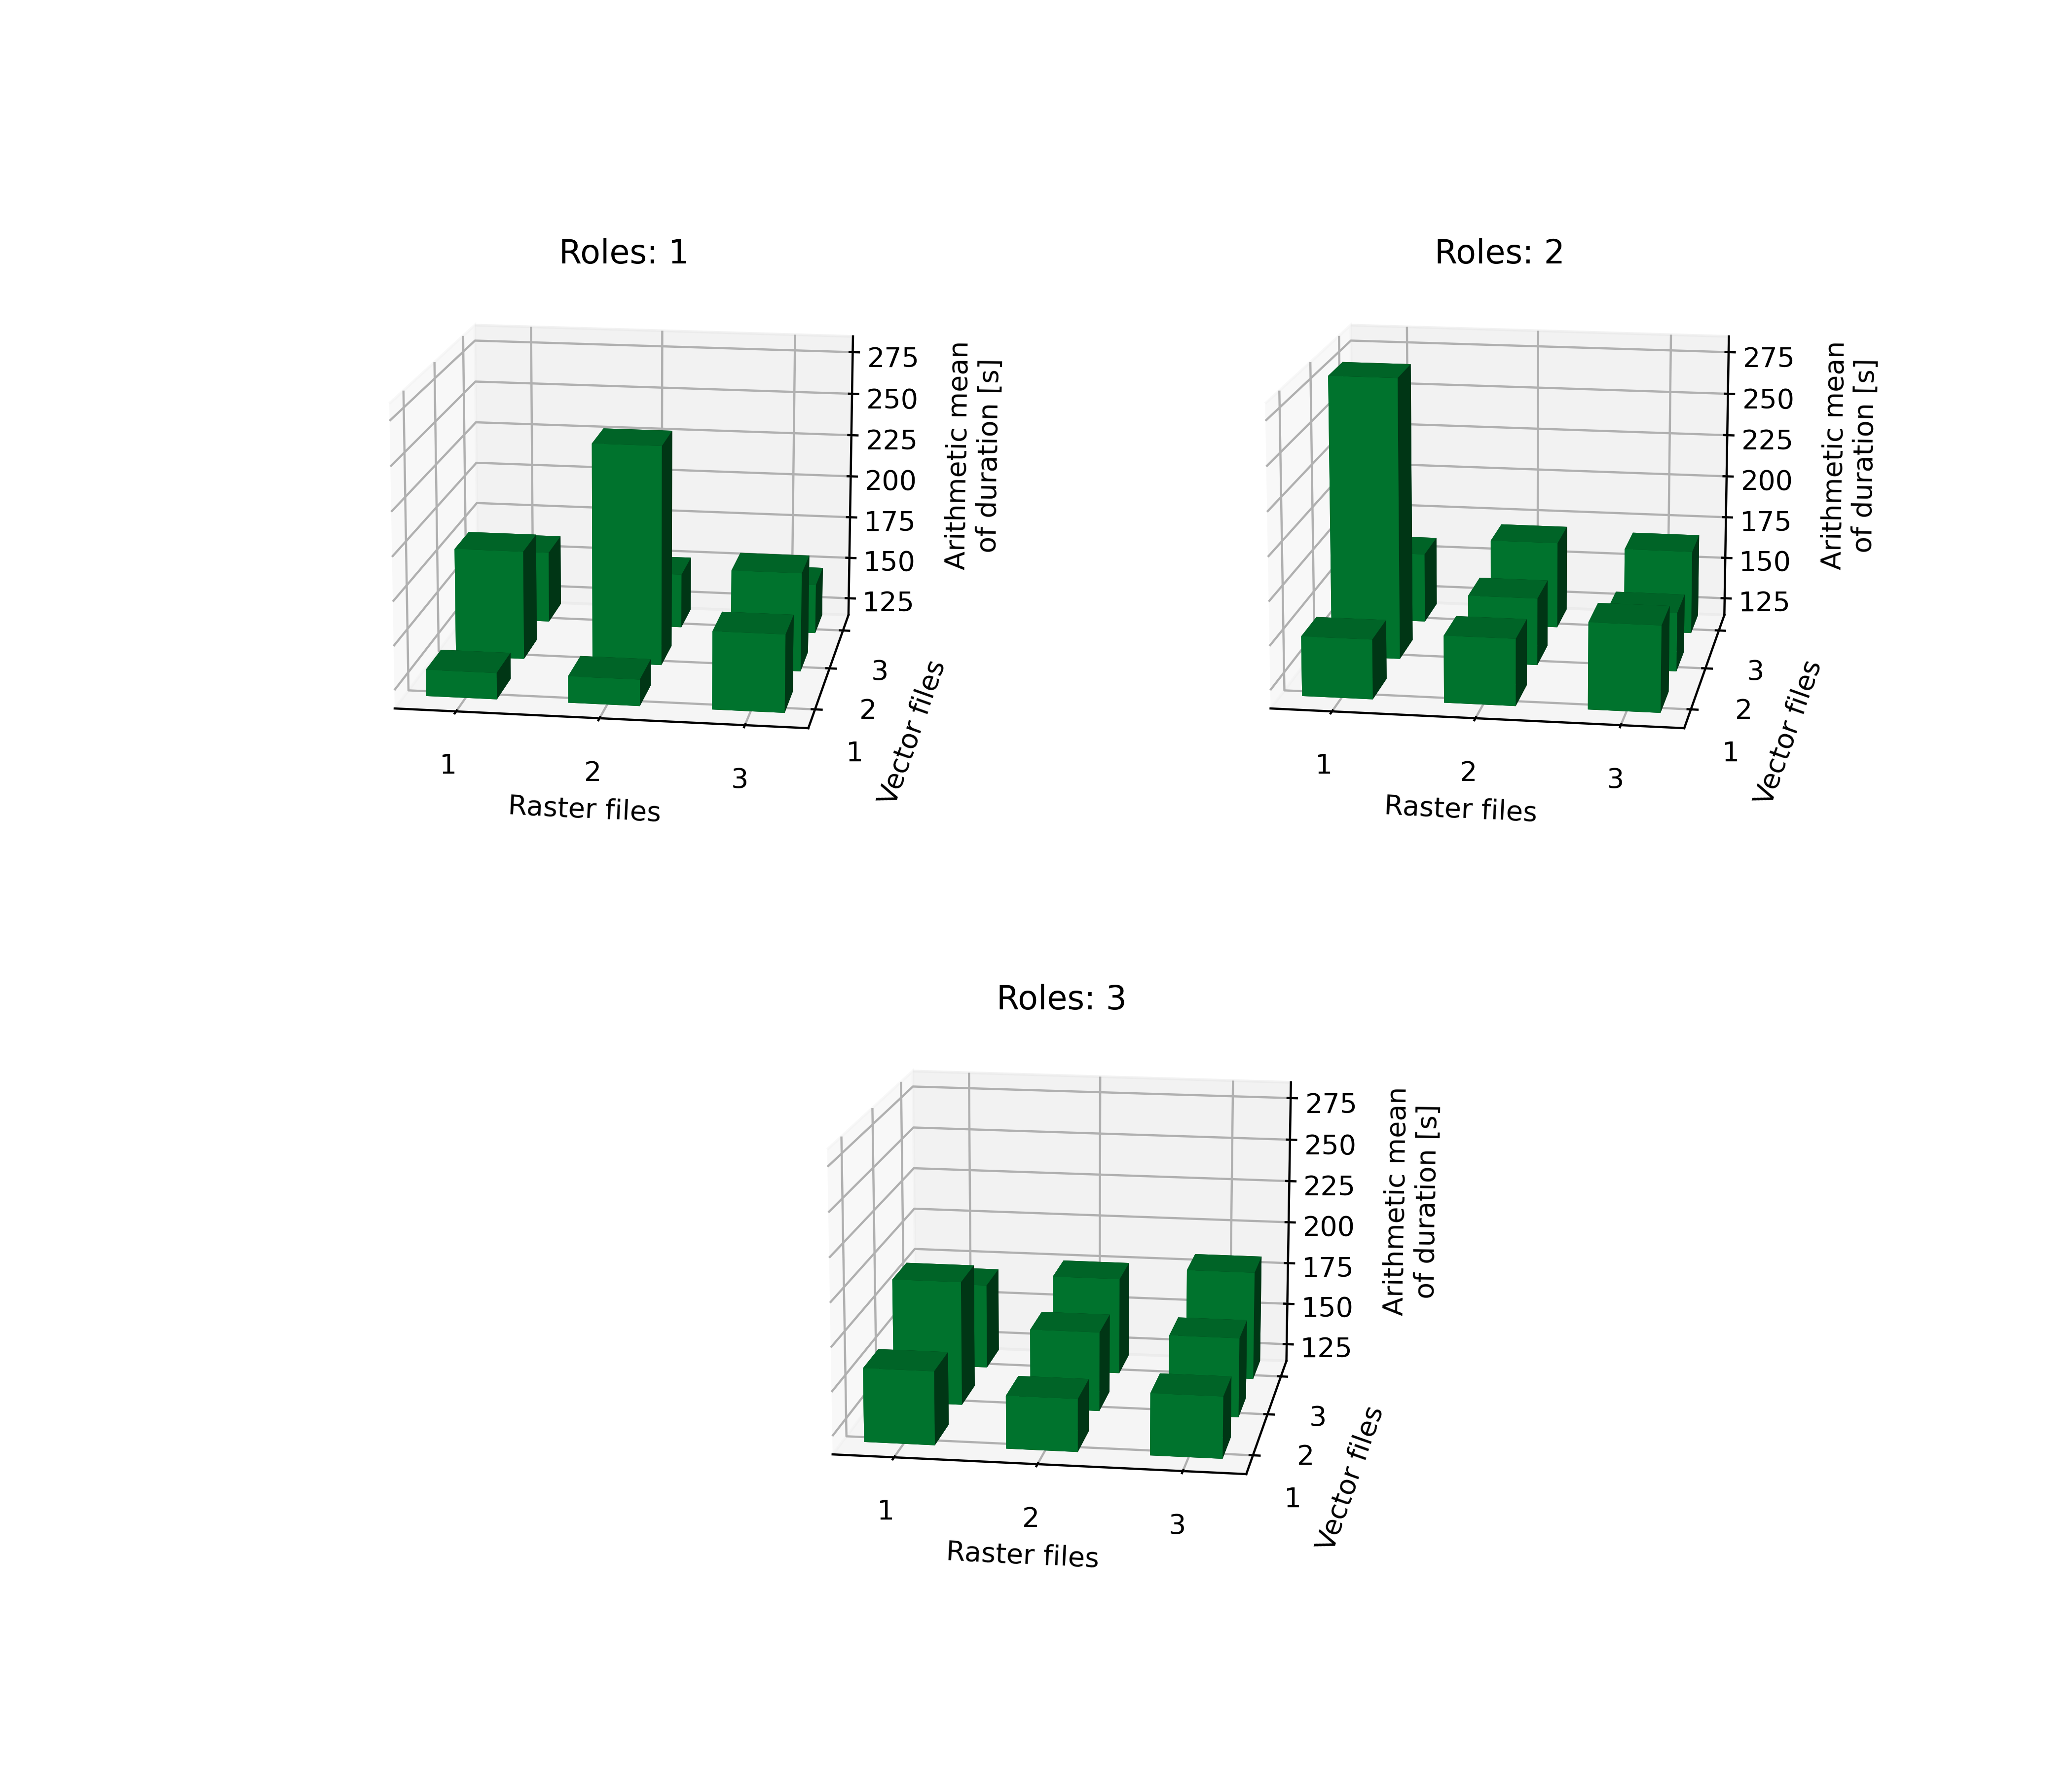 Roles: 1
275
250
225
200
175
150
125
Arithmetic mean
of duration [s]
3
2
1
Vector files
1
2
3
Raster files
Roles: 2
275
250
225
200
175
150
125
Arithmetic mean
of duration [s]
3
2
1
Vector files
1
2
3
Raster files
Roles: 3
275
250
225
200
175
150
125
Arithmetic mean
of duration [s]
3
2
1
Vector files
1
2
3
Raster files